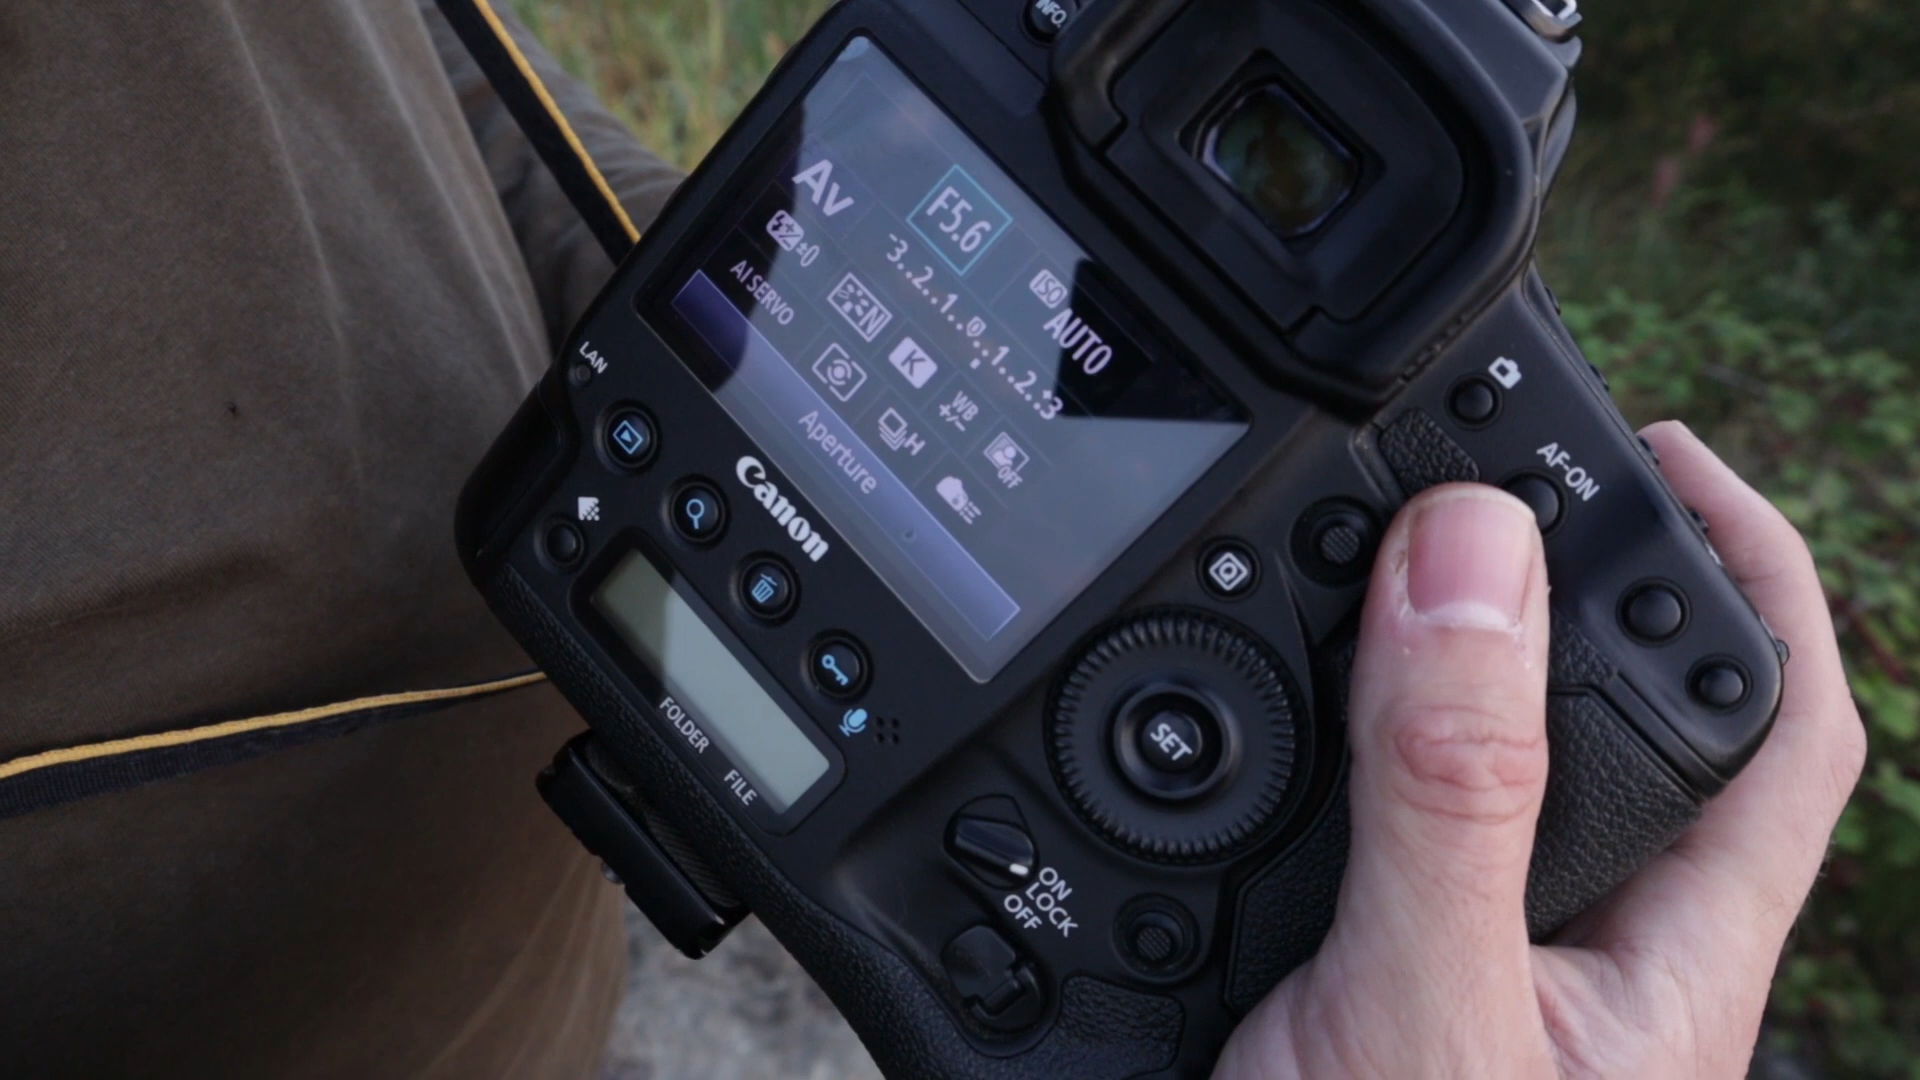 INFO.
Av
F5.6
ISO
AUTO
±0
-3..2..1..0..1..2..+3
AI SERVO
N
K
WB
+/-
OFF
H
Aperture
LAN
Canon
AF-ON
SET
FOLDER
FILE
ON
LOCK
OFF